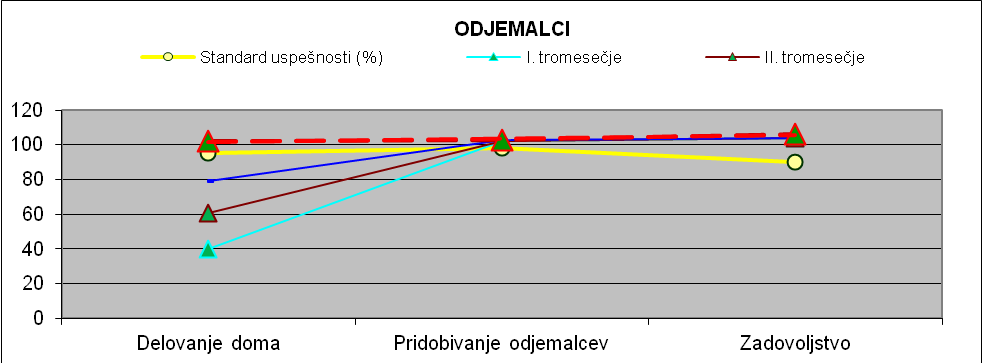 ODJEMALCI
Standard uspešnosti (%) I. tromesečje II. tromesečje
120
100
80
60
40
20
0
Delovanje doma Pridobivanje odjemalcev Zadovoljstvo